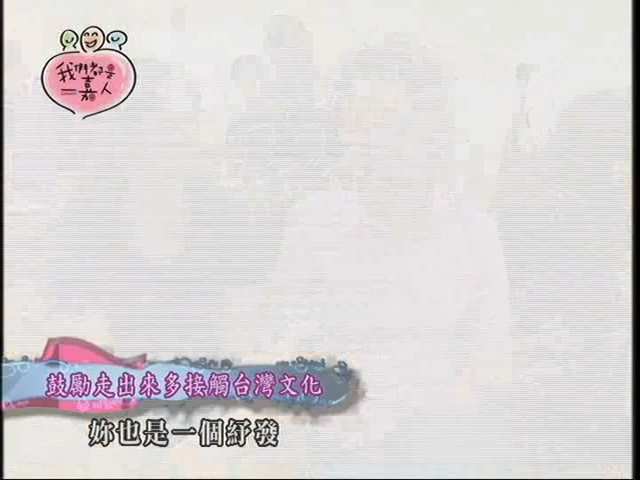 我們都是
一嘉人
鼓勵走出來多接觸台灣文化
妳也是一個紓發